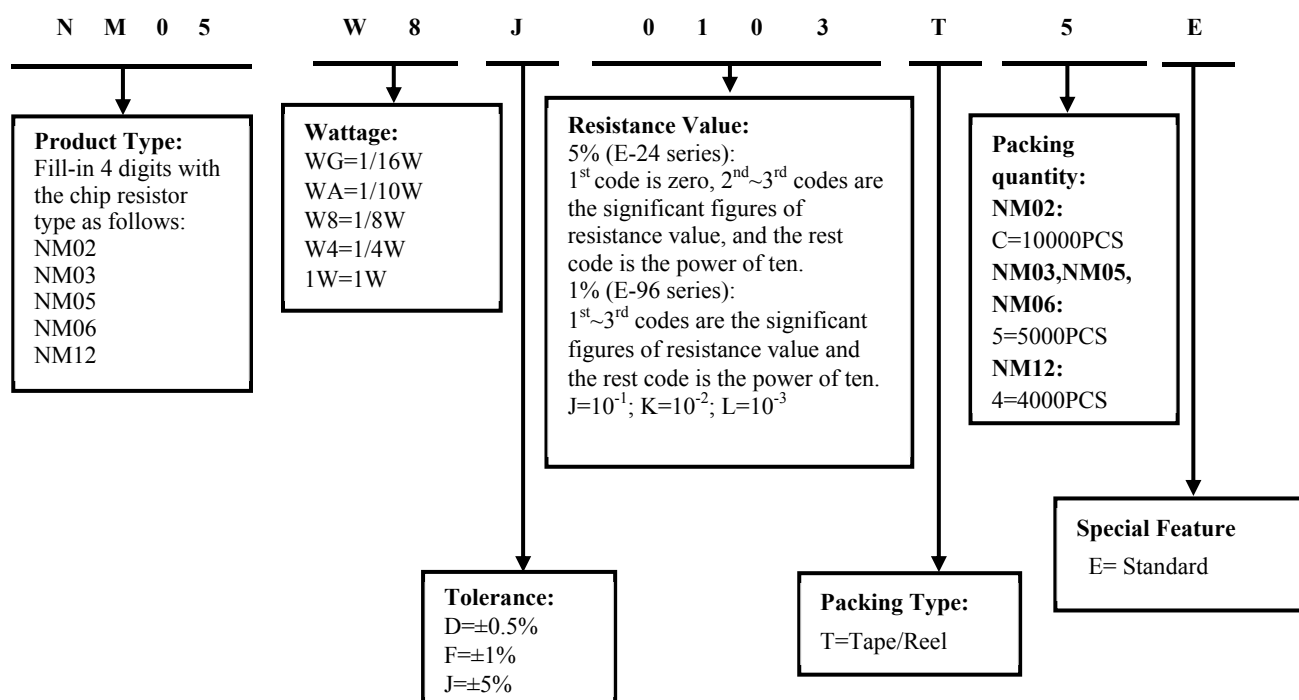 N M 0 5 W 8 J 0 1 0 3 T 5 E
Product Type:
Fill-in 4 digits with
the chip resistor
type as follows:
NM02
NM03
NM05
NM06
NM12
Wattage:
WG=1/16W
WA=1/10W
W8=1/8W
W4=1/4W
1W=1W
Resistance Value:
5% (E-24 series):
1st code is zero, 2nd~3rd codes are
the significant figures of
resistance value, and the rest
code is the power of ten.
1% (E-96 series):
1st~3rd codes are the significant
figures of resistance value and
the rest code is the power of ten.
J=10-1; K=10-2; L=10-3
Packing
quantity:
NM02:
C=10000PCS
NM03,NM05,
NM06:
5=5000PCS
NM12:
4=4000PCS
Tolerance:
D=±0.5%
F=±1%
J=±5%
Packing Type:
T=Tape/Reel
Special Feature
E= Standard